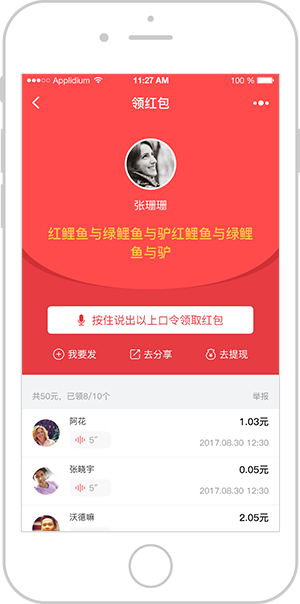 Applidium
11:27 AM
100 %
领红包
张珊珊
红鲤鱼与绿鲤鱼与驴红鲤鱼与绿鲤
鱼与驴
按住说出以上口令领取红包
我要发 去分享 去提现
共50元，已领8/10个 举报
阿花 1.03元
5″ 2017.08.30 12:30
张晓宇 0.05元
5″ 2017.08.30 12:30
沃德嘛 2.05元